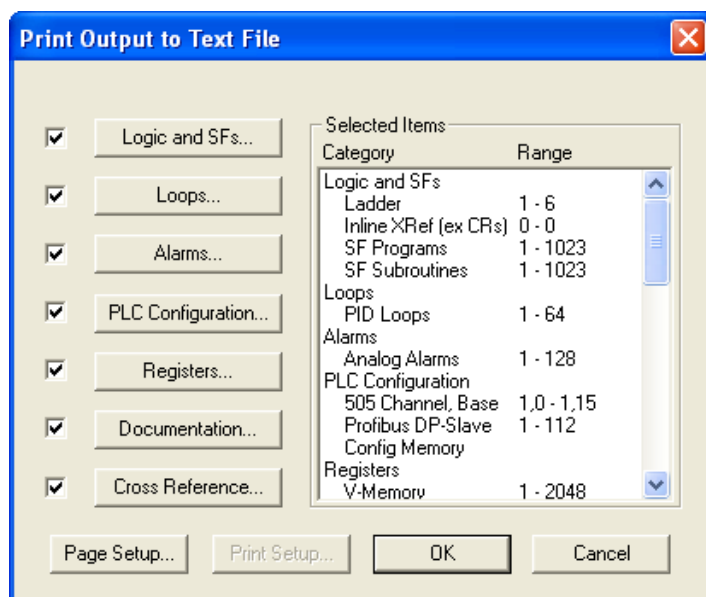 Print Output to Text File
Logic and SFs...
Loops...
Alarms...
PLC Configuration...
Registers...
Documentation...
Cross Reference...
Selected Items
Category Range
Logic and SFs
Ladder 1 - 6
Inline XRef (ex CRs) 0 - 0
SF Programs 1 - 1023
SF Subroutines 1 - 1023
Loops
PID Loops 1 - 64
Alarms
Analog Alarms 1 - 128
PLC Configuration
505 Channel, Base 1,0 - 1,15
Profibus DP-Slave 1 - 112
Config Memory
Registers
V-Memory 1 - 2048
Page Setup... Print Setup... OK Cancel